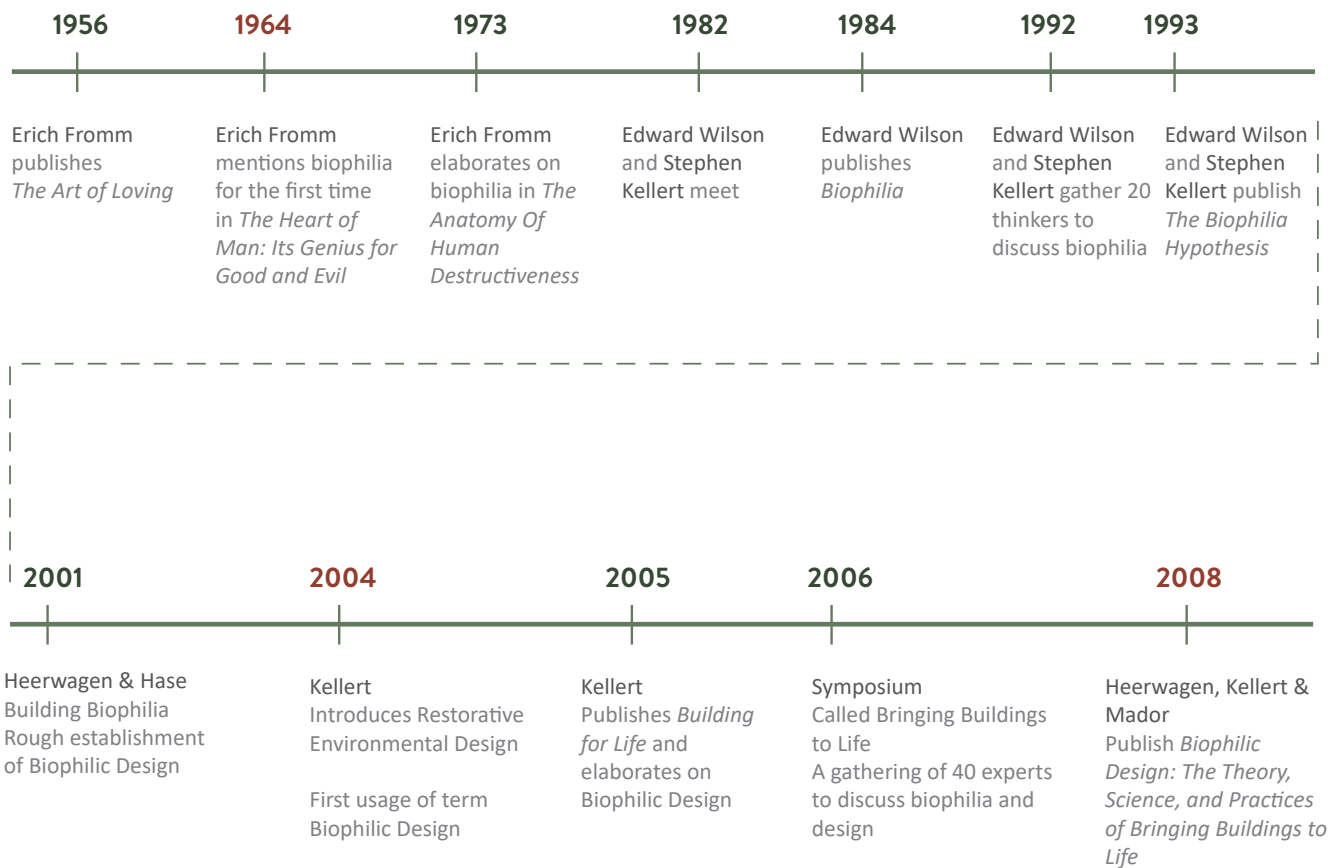 1956
Erich Fromm
publishes
The Art of Loving
1964
Erich Fromm
mentions biophilia
for the first time
in The Heart of
Man: Its Genius for
Good and Evil
1973
Erich Fromm
elaborates on
biophilia in The
Anatomy Of
Human
Destructiveness
1982
Edward Wilson
and Stephen
Kellert meet
1984
Edward Wilson
publishes
Biophilia
1992
Edward Wilson
and Stephen
Kellert gather 20
thinkers to
discuss biophilia
1993
Edward Wilson
and Stephen
Kellert publish
The Biophilia
Hypothesis
2001
Heerwagen & Hase
Building Biophilia
Rough establishment
of Biophilic Design
2004
Kellert
Introduces Restorative
Environmental Design
First usage of term
Biophilic Design
2005
Kellert
Publishes Building
for Life and
elaborates on
Biophilic Design
2006
Symposium
Called Bringing Buildings
to Life
A gathering of 40 experts
to discuss biophilia and
design
2008
Heerwagen, Kellert &
Mador
Publish Biophilic
Design: The Theory,
Science, and Practices
of Bringing Buildings to
Life